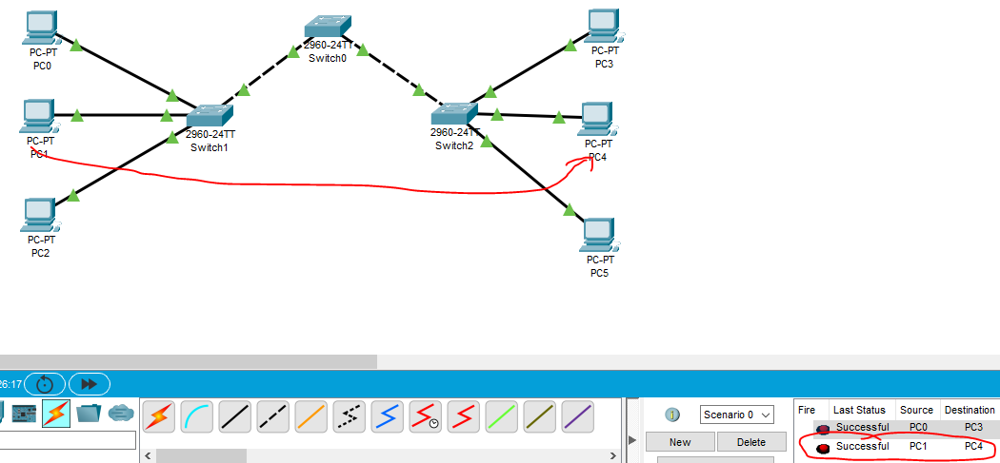 2960-24TT
Switch0
PC-PT
PC0
PC-PT
PC3
PC-PT
PC1
2960-24TT
Switch1
2960-24TT
Switch2
PC-PT
PC4
PC-PT
PC2
PC-PT
PC5
26:17
Scenario 0
New
Delete
Fire Last Status Source Destination
Successful PC0 PC3
Successful PC1 PC4